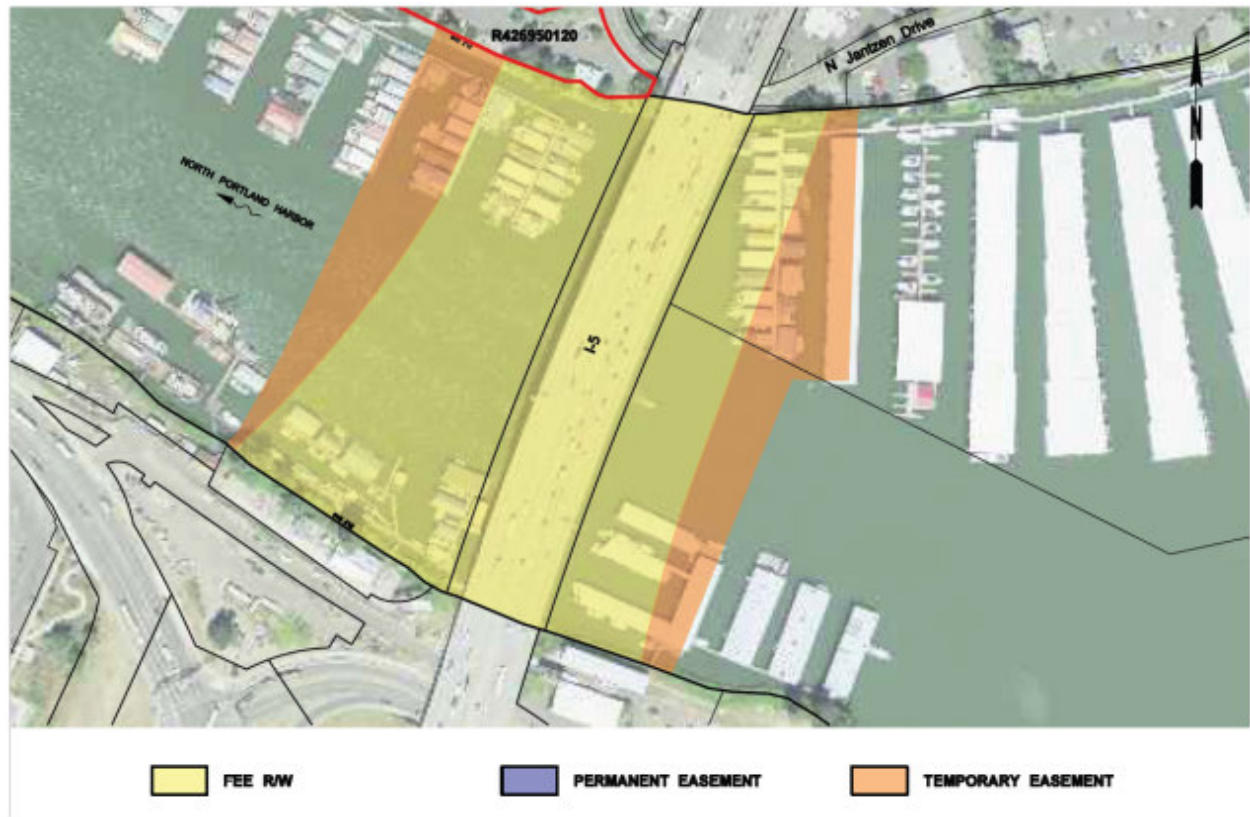 R426950120
N Jantzen Drive
N
NORTH PORTLAND HARBOR
I-5
FEE R/W
PERMANENT EASEMENT
TEMPORARY EASEMENT